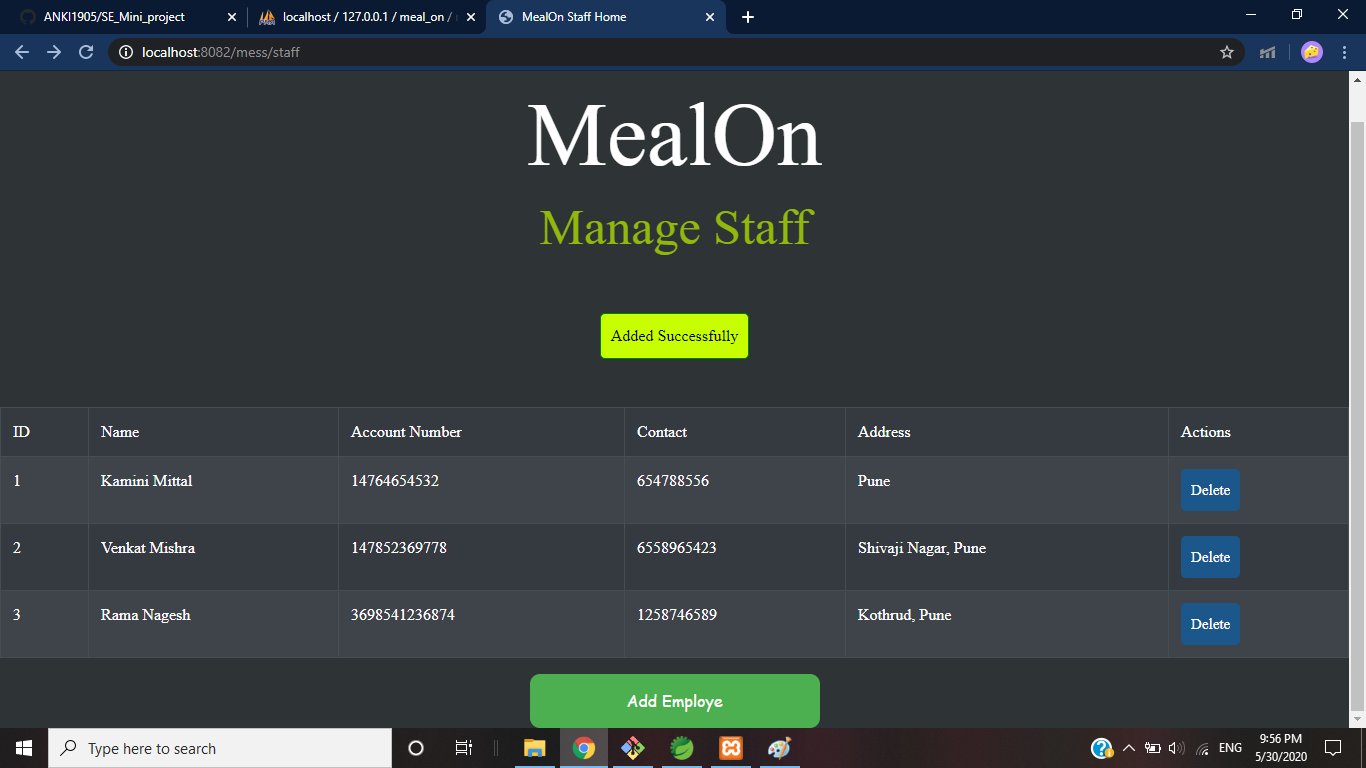 ANKI1905/SE_Mini_project
localhost / 127.0.0.1 / meal_on /
MealOn Staff Home
localhost:8082/mess/staff
MealOn
Manage Staff
Added Successfully
ID Name Account Number Contact Address Actions
1 Kamini Mittal 14764654532 654788556 Pune Delete
2 Venkat Mishra 147852369778 6558965423 Shivaji Nagar, Pune Delete
3 Rama Nagesh 3698541236874 1258746589 Kothrud, Pune Delete
Add Employe
Type here to search
ENG
9:56 PM
5/30/2020